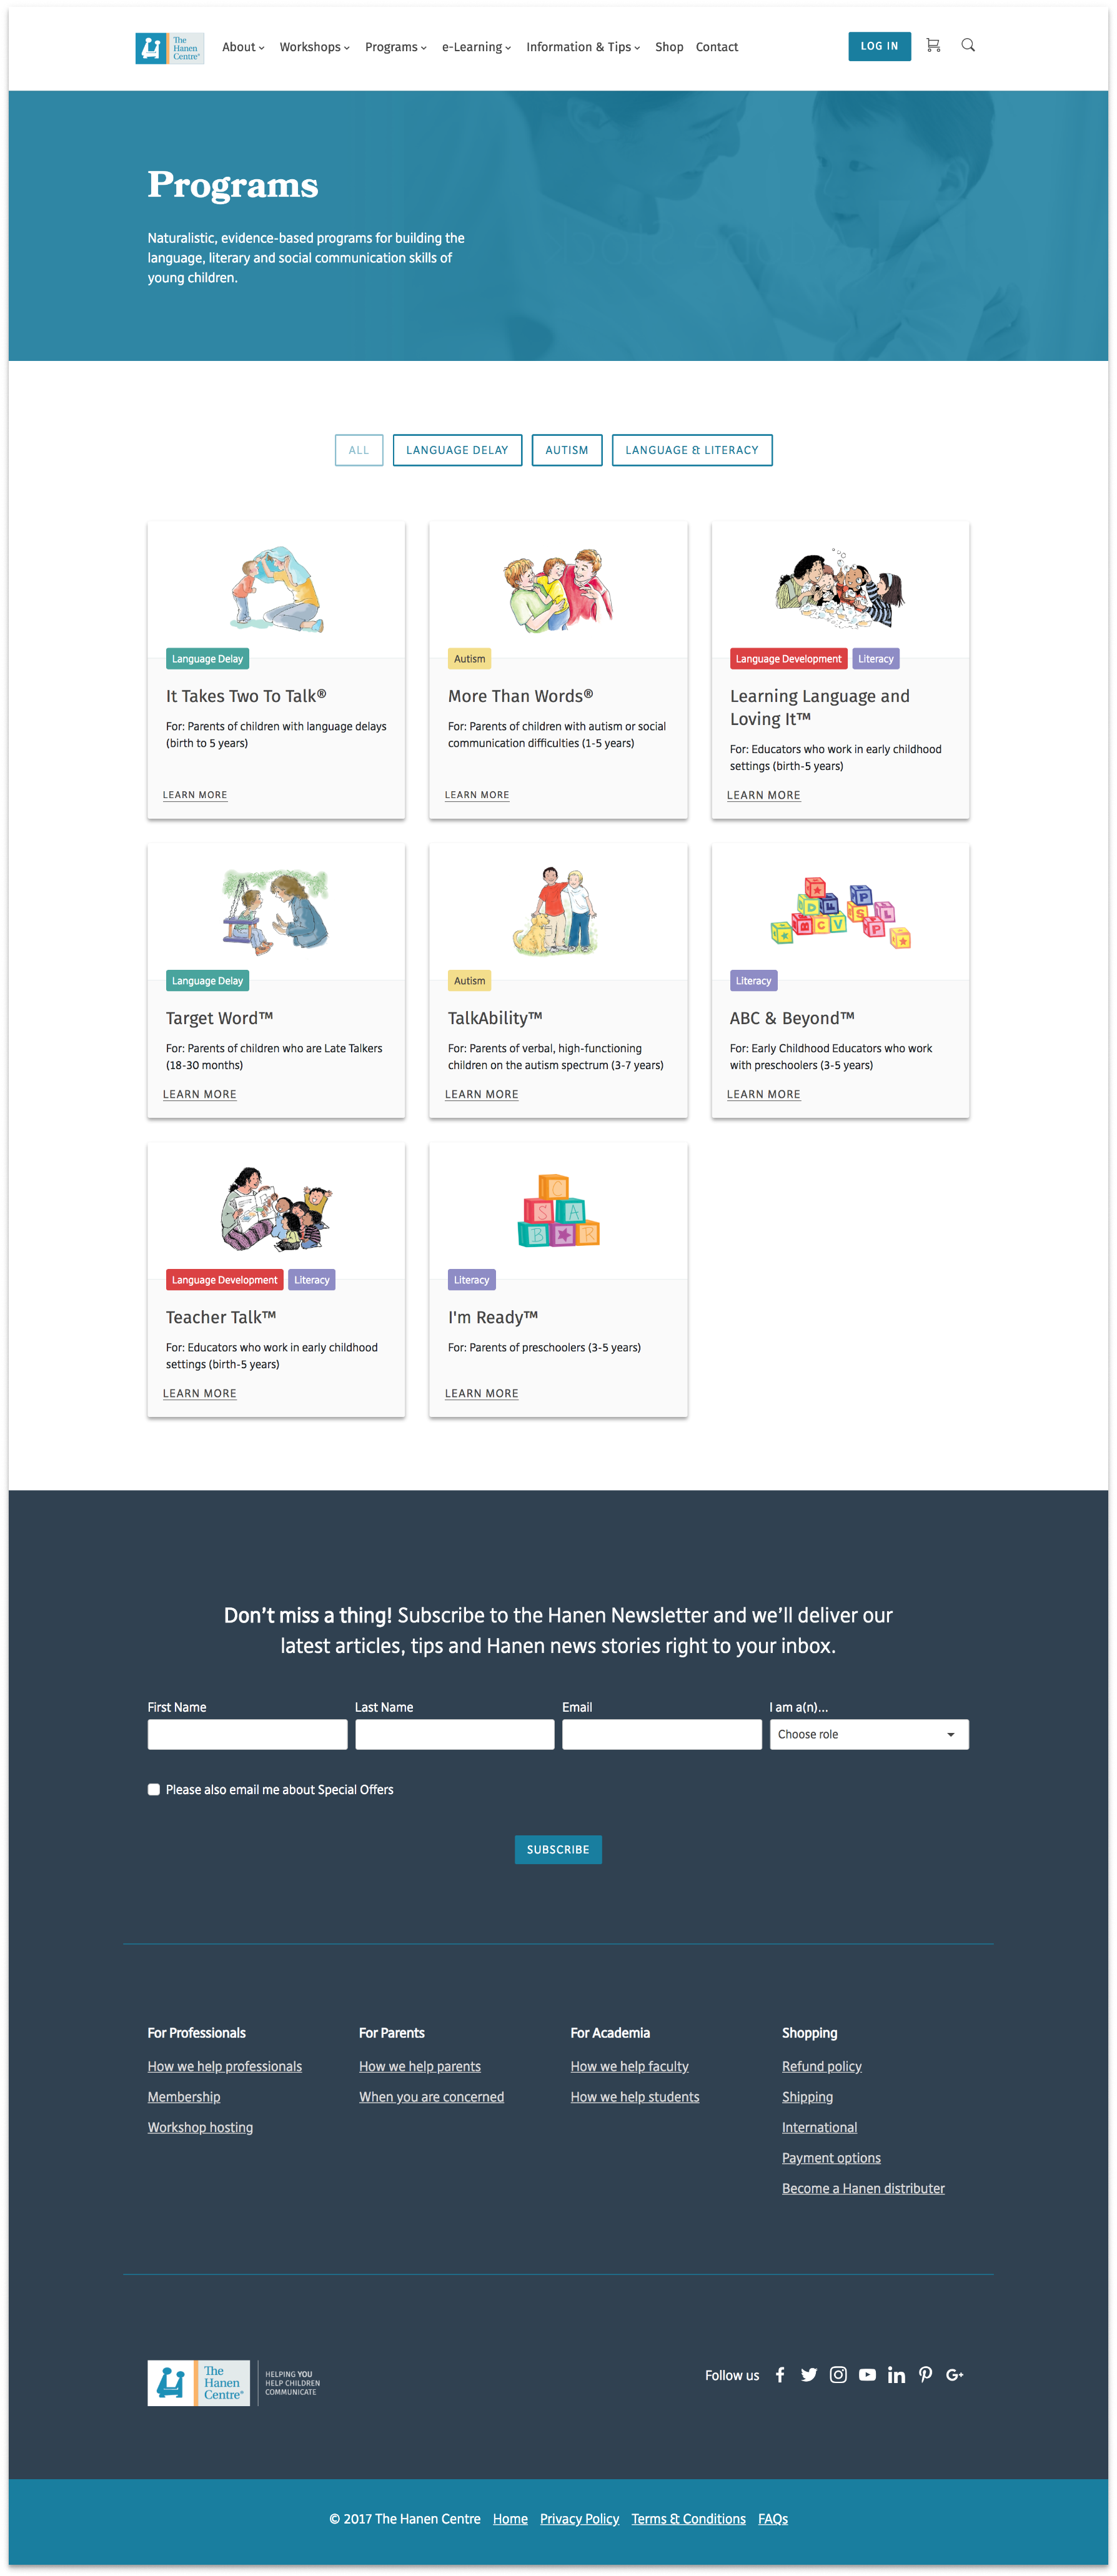 The
Hanen
Centre®
About
Workshops
Programs
e-Learning
Information & Tips
Shop
Contact
LOG IN
Programs
Naturalistic, evidence-based programs for building the
language, literary and social communication skills of
young children.
ALL
LANGUAGE DELAY
AUTISM
LANGUAGE & LITERACY
Language Delay
It Takes Two To Talk®
For: Parents of children with language delays
(birth to 5 years)
LEARN MORE
Autism
More Than Words®
For: Parents of children with autism or social
communication difficulties (1-5 years)
LEARN MORE
Language Development
Literacy
Learning Language and
Loving It™
For: Educators who work in early childhood
settings (birth-5 years)
LEARN MORE
Language Delay
Target Word™
For: Parents of children who are Late Talkers
(18-30 months)
LEARN MORE
Autism
TalkAbility™
For: Parents of verbal, high-functioning
children on the autism spectrum (3-7 years)
LEARN MORE
D L P
S L
B C V P
Literacy
ABC & Beyond™
For: Early Childhood Educators who work
with preschoolers (3-5 years)
LEARN MORE
Language Development
Literacy
Teacher Talk™
For: Educators who work in early childhood
settings (birth-5 years)
LEARN MORE
C
S A
B R
Literacy
I'm Ready™
For: Parents of preschoolers (3-5 years)
LEARN MORE
Don’t miss a thing! Subscribe to the Hanen Newsletter and we’ll deliver our
latest articles, tips and Hanen news stories right to your inbox.
First Name
Last Name
Email
I am a(n)...
Choose role
Please also email me about Special Offers
SUBSCRIBE
For Professionals
How we help professionals
Membership
Workshop hosting
For Parents
How we help parents
When you are concerned
For Academia
How we help faculty
How we help students
Shopping
Refund policy
Shipping
International
Payment options
Become a Hanen distributer
The
Hanen
Centre®
HELPING YOU
HELP CHILDREN
COMMUNICATE
Follow us
© 2017 The Hanen Centre Home Privacy Policy Terms & Conditions FAQs